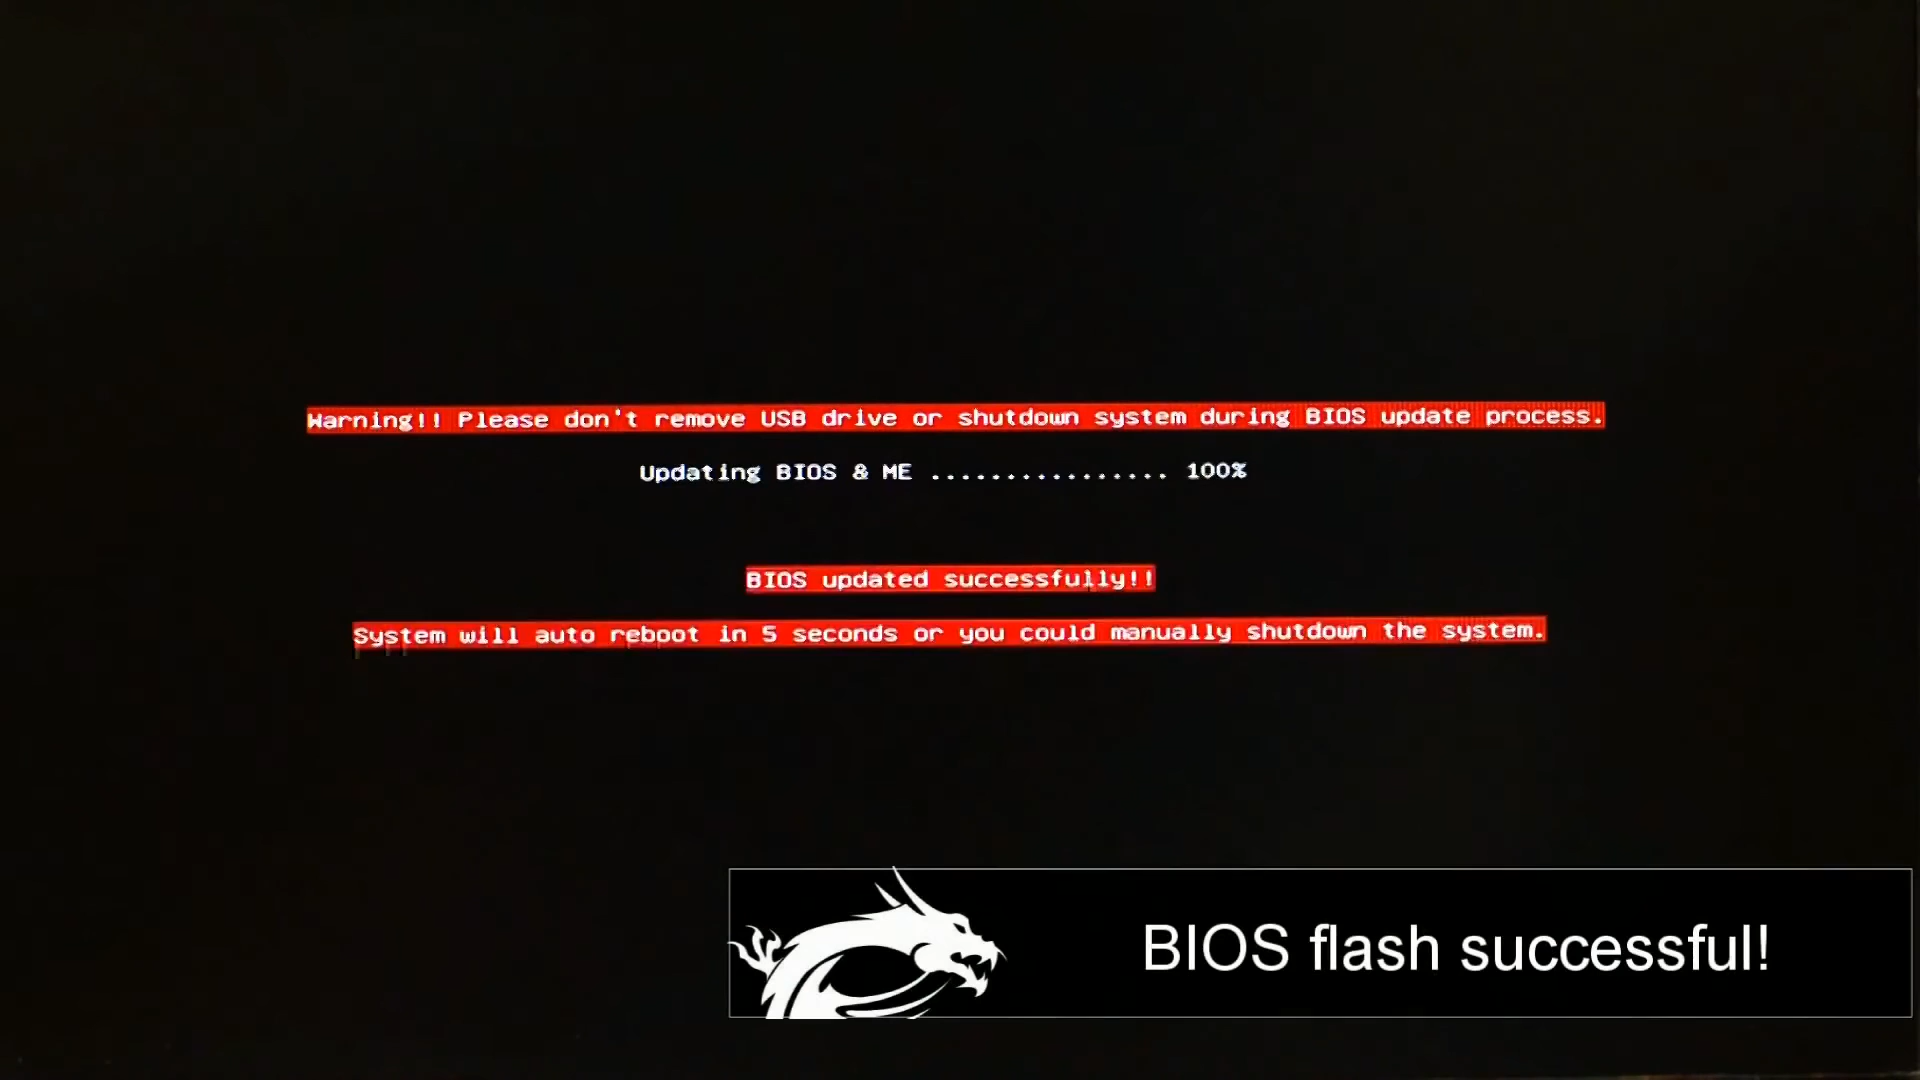 Warning!! Please don't remove USB drive or shutdown system during BIOS update process.
Updating BIOS & ME ................ 100%
BIOS updated successfully!!
System will auto reboot in 5 seconds or you could manually shutdown the system.
BIOS flash successful!